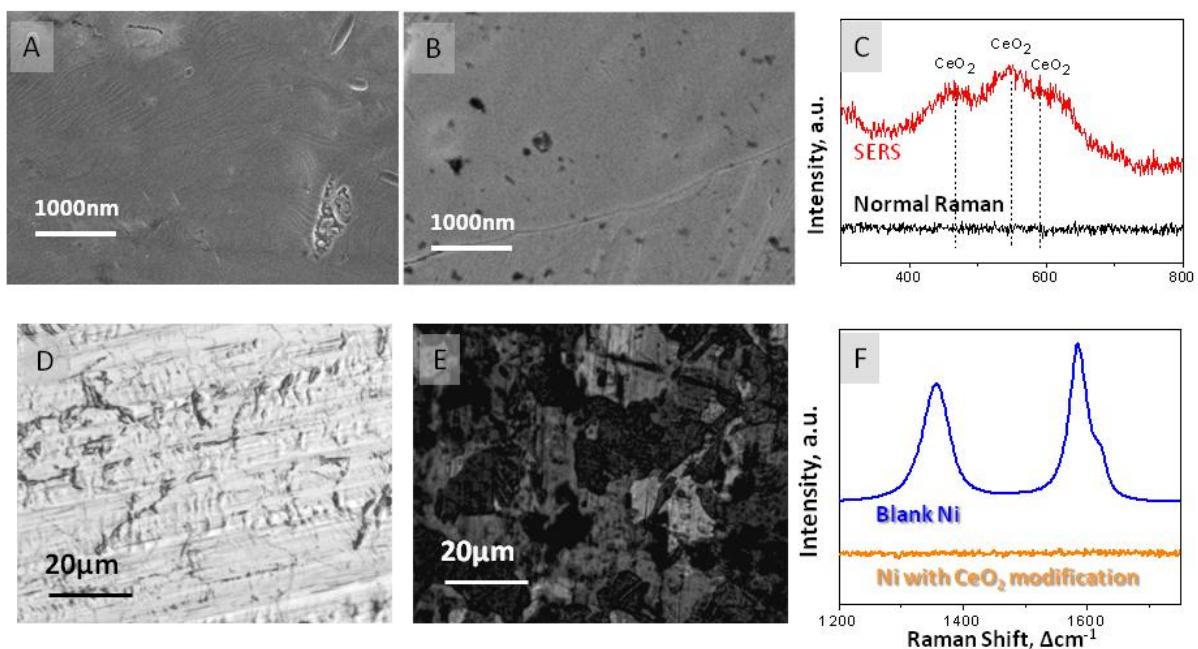 A
1000nm
B
1000nm
C
CeO₂
CeO₂
CeO₂
SERS
Normal Raman
Intensity, a.u.
400
600
800
D
20μm
E
20μm
F
Blank Ni
Ni with CeO₂ modification
Intensity, a.u.
1200
1400
1600
Raman Shift, Δcm⁻¹